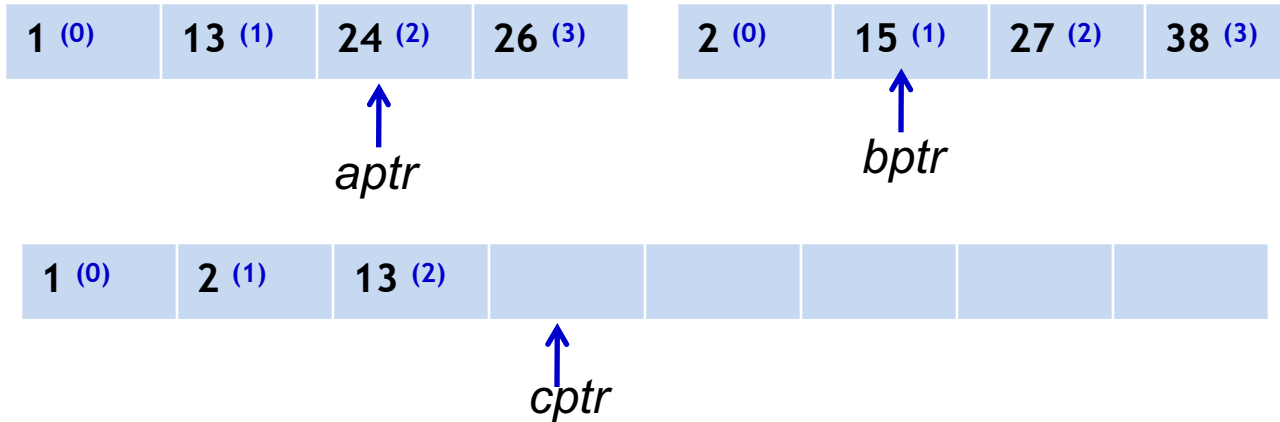 1 (0) 13 (1) 24 (2) 26 (3) 2 (0) 15 (1) 27 (2) 38 (3)
aptr bptr
1 (0) 2 (1) 13 (2)
cptr